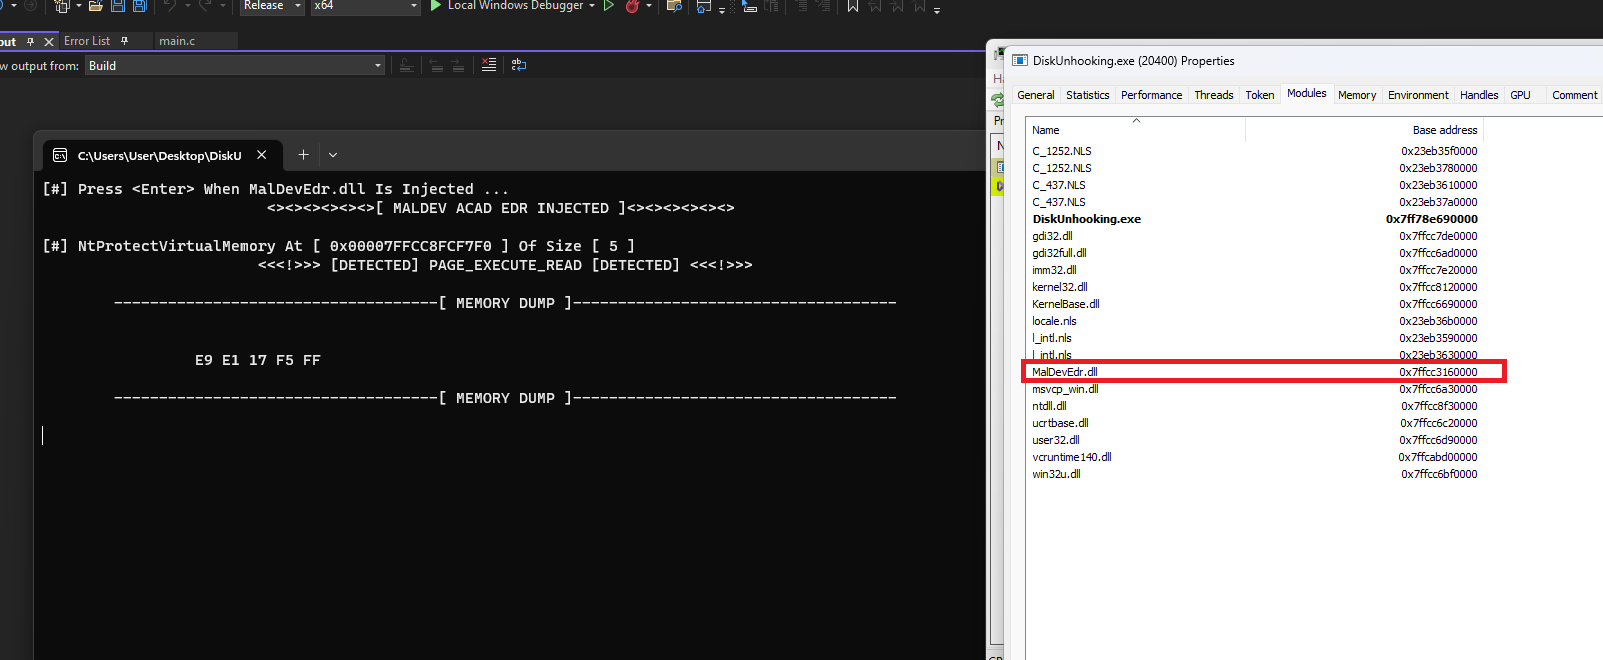 Release
x64
Local Windows Debugger
put
Error List
main.c
w output from:
Build
C:\Users\User\Desktop\DiskU
[#] Press <Enter> When MalDevEdr.dll Is Injected ...
<><><><><><>[ MALDEV ACAD EDR INJECTED ]<><><><><><>
[#] NtProtectVirtualMemory At [ 0x00007FFCC8FCF7F0 ] Of Size [ 5 ]
<<<!>>> [DETECTED] PAGE_EXECUTE_READ [DETECTED] <<<!>>>
------------------------------------[ MEMORY DUMP ]------------------------------------
E9 E1 17 F5 FF
------------------------------------[ MEMORY DUMP ]------------------------------------
Ha
Pr
N
DiskUnhooking.exe (20400) Properties
General Statistics Performance Threads Token Modules Memory Environment Handles GPU Comment
Name Base address
C_1252.NLS 0x23eb35f0000
C_1252.NLS 0x23eb3780000
C_437.NLS 0x23eb3610000
C_437.NLS 0x23eb37a0000
DiskUnhooking.exe 0x7ff78e690000
gdi32.dll 0x7ffcc7de0000
gdi32full.dll 0x7ffcc6ad0000
imm32.dll 0x7ffcc7e20000
kernel32.dll 0x7ffcc8120000
KernelBase.dll 0x7ffcc6690000
locale.nls 0x23eb36b0000
l_intl.nls 0x23eb3590000
l_intl.nls 0x23eb3630000
MalDevEdr.dll 0x7ffcc3160000
msvcp_win.dll 0x7ffcc6a30000
ntdll.dll 0x7ffcc8f30000
ucrtbase.dll 0x7ffcc6c20000
user32.dll 0x7ffcc6d90000
vcruntime140.dll 0x7ffcabd00000
win32u.dll 0x7ffcc6bf0000